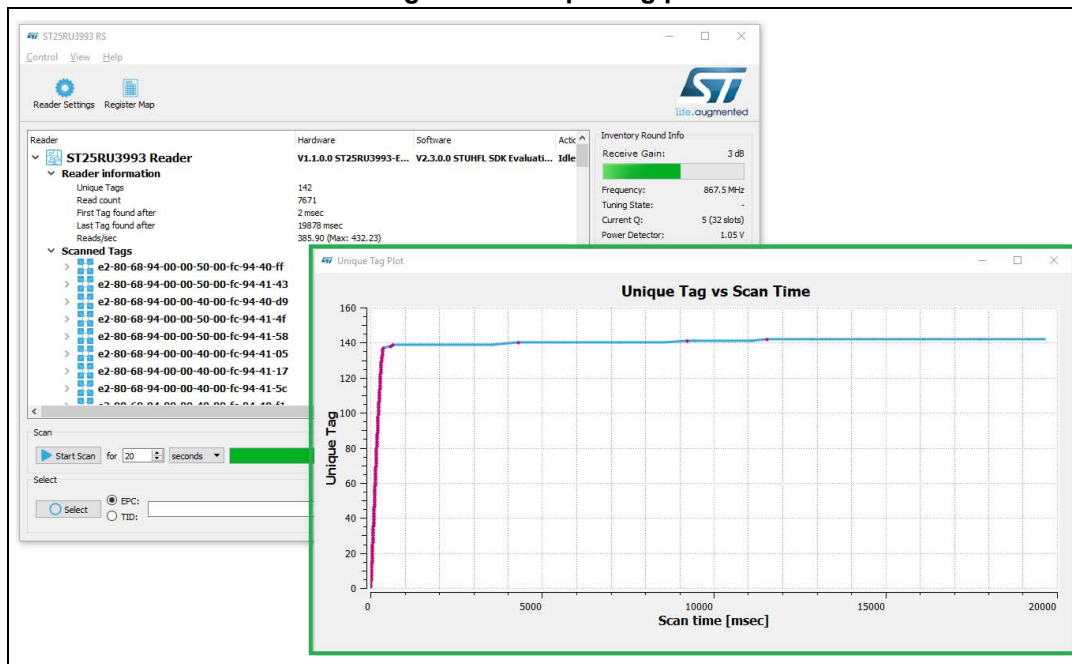 ST25RU3993 RS
Control View Help
Reader Settings Register Map
ST
life.augmented
Reader Hardware Software Actic
ST25RU3993 Reader V1.1.0.0 ST25RU3993-E... V2.3.0.0 STUHFL SDK Evaluati... Idle
Reader information
Unique Tags 142
Read count 7671
First Tag found after 2 msec
Last Tag found after 19878 msec
Reads/sec 385.90 (Max: 432.23)
Scanned Tags
e2-80-68-94-00-00-50-00-fc-94-40-ff
e2-80-68-94-00-00-50-00-fc-94-41-43
e2-80-68-94-00-00-40-00-fc-94-40-d9
e2-80-68-94-00-00-50-00-fc-94-41-4f
e2-80-68-94-00-00-50-00-fc-94-41-58
e2-80-68-94-00-00-40-00-fc-94-41-05
e2-80-68-94-00-00-40-00-fc-94-41-17
e2-80-68-94-00-00-40-00-fc-94-41-5c
Inventory Round Info
Receive Gain: 3 dB
Frequency: 867.5 MHz
Tuning State: -
Current Q: 5 (32 slots)
Power Detector: 1.05 V
Scan
Start Scan for 20 seconds
Select
Select EPC:
TID:
Unique Tag Plot
Unique Tag vs Scan Time
160
140
120
100
80
60
40
20
0
Unique Tag
0 5000 10000 15000 20000
Scan time [msec]